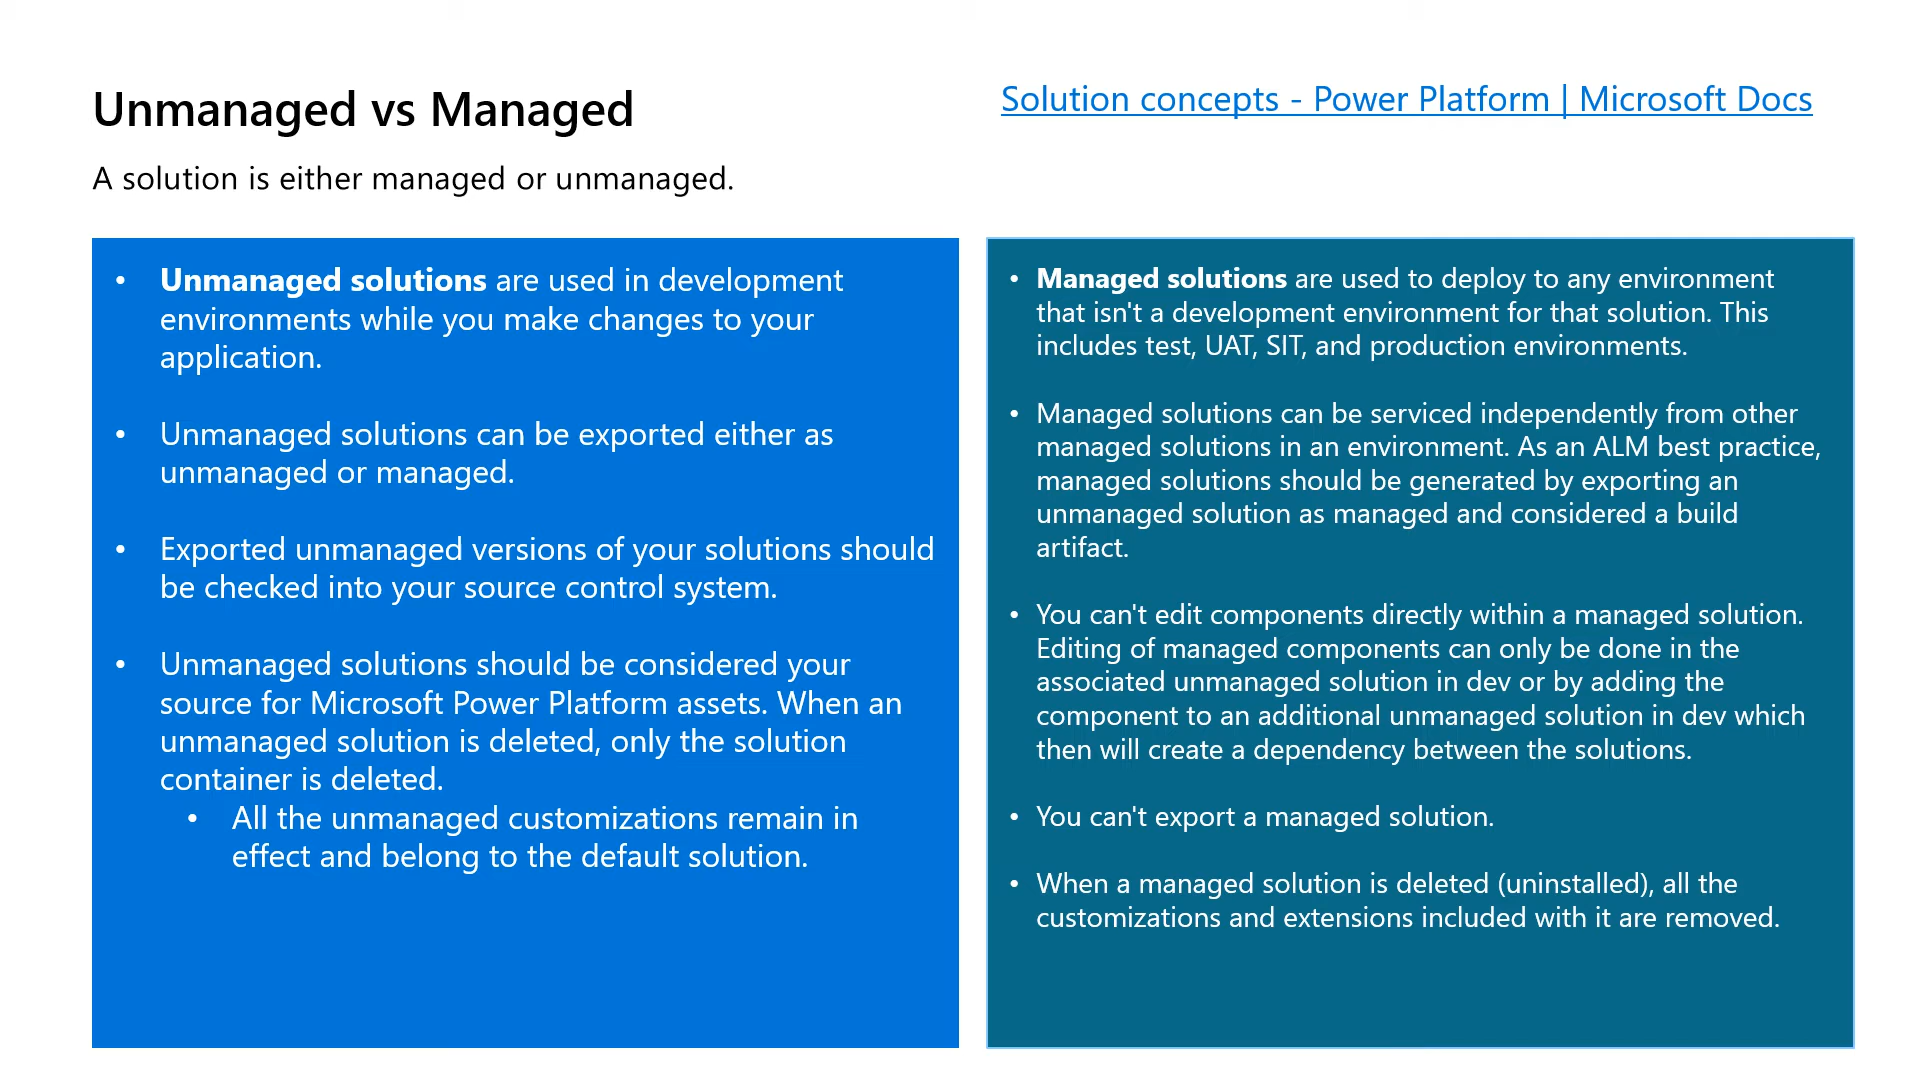 Unmanaged vs Managed
Solution concepts - Power Platform | Microsoft Docs
A solution is either managed or unmanaged.
• Unmanaged solutions are used in development
environments while you make changes to your
application.
• Unmanaged solutions can be exported either as
unmanaged or managed.
• Exported unmanaged versions of your solutions should
be checked into your source control system.
• Unmanaged solutions should be considered your
source for Microsoft Power Platform assets. When an
unmanaged solution is deleted, only the solution
container is deleted.
• All the unmanaged customizations remain in
effect and belong to the default solution.
• Managed solutions are used to deploy to any environment
that isn't a development environment for that solution. This
includes test, UAT, SIT, and production environments.
• Managed solutions can be serviced independently from other
managed solutions in an environment. As an ALM best practice,
managed solutions should be generated by exporting an
unmanaged solution as managed and considered a build
artifact.
• You can't edit components directly within a managed solution.
Editing of managed components can only be done in the
associated unmanaged solution in dev or by adding the
component to an additional unmanaged solution in dev which
then will create a dependency between the solutions.
• You can't export a managed solution.
• When a managed solution is deleted (uninstalled), all the
customizations and extensions included with it are removed.